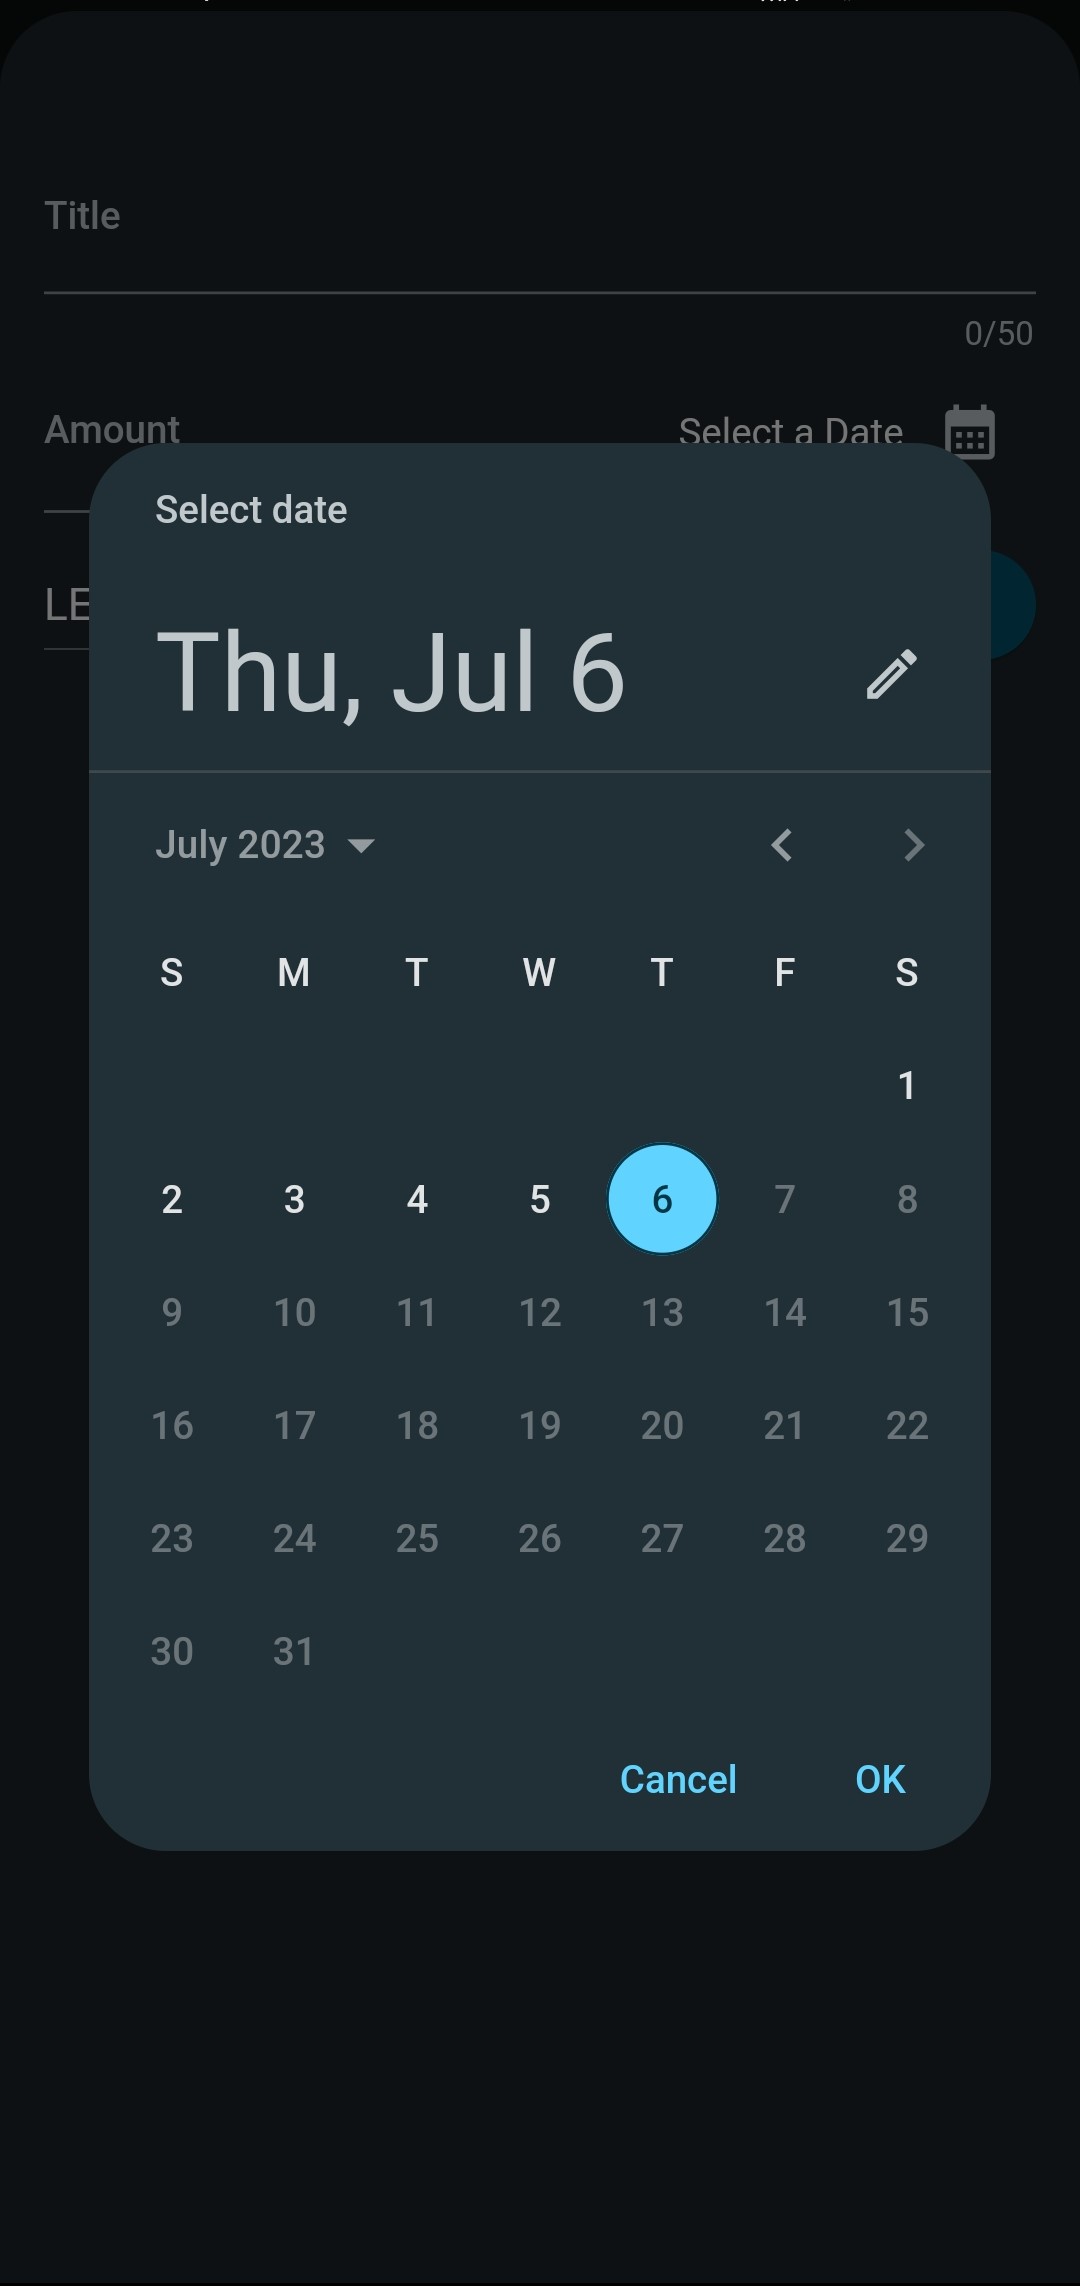 Title
0/50
Amount
Select a Date
Select date
LE
Thu, Jul 6
July 2023
S M T W T F S
1
2 3 4 5 6 7 8
9 10 11 12 13 14 15
16 17 18 19 20 21 22
23 24 25 26 27 28 29
30 31
Cancel OK